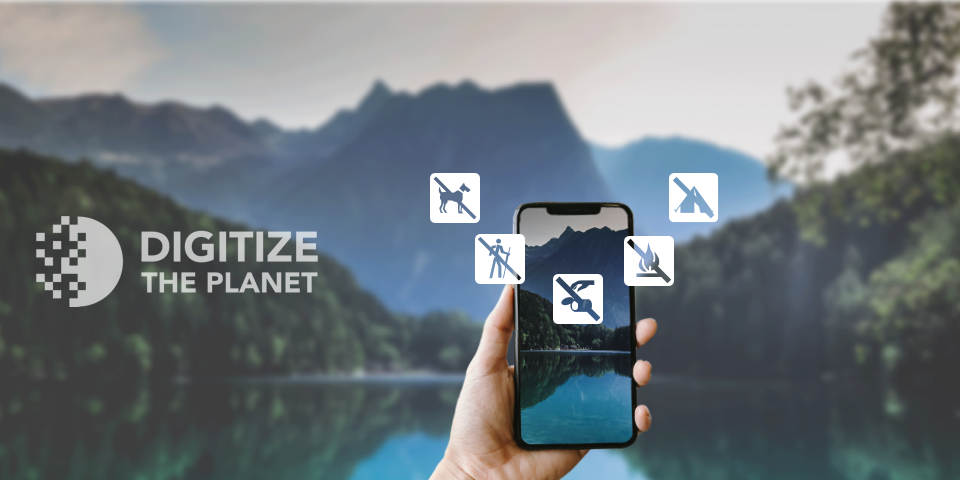 DIGITIZE
THE PLANET